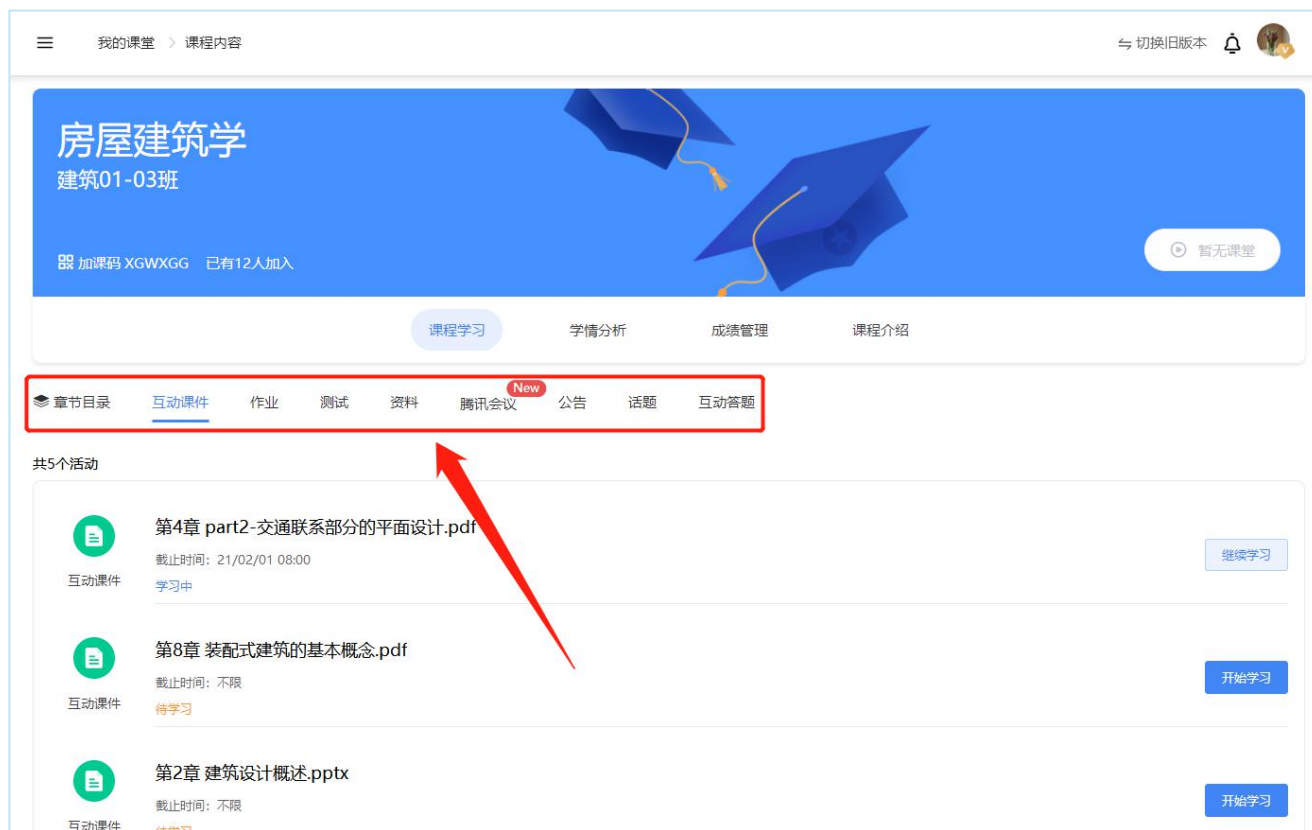 我的课堂 > 课程内容
切换旧版本
房屋建筑学
建筑01-03班
加课码 XGWXGG 已有12人加入
暂无课堂
课程学习 学情分析 成绩管理 课程介绍
章节目录 互动课件 作业 测试 资料 腾讯会议 New 公告 话题 互动答题
共5个活动
第4章 part2-交通联系部分的平面设计.pdf
截止时间：21/02/01 08:00
继续学习
互动课件
学习中
第8章 装配式建筑的基本概念.pdf
截止时间：不限
开始学习
互动课件
待学习
第2章 建筑设计概述.pptx
截止时间：不限
开始学习
互动课件
待学习